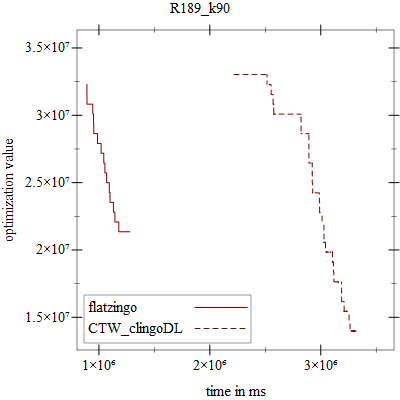 R189_k90
3.5×10⁷
3×10⁷
2.5×10⁷
2×10⁷
1.5×10⁷
optimization value
flatzingo
CTW_clingoDL
1×10⁶
2×10⁶
3×10⁶
time in ms